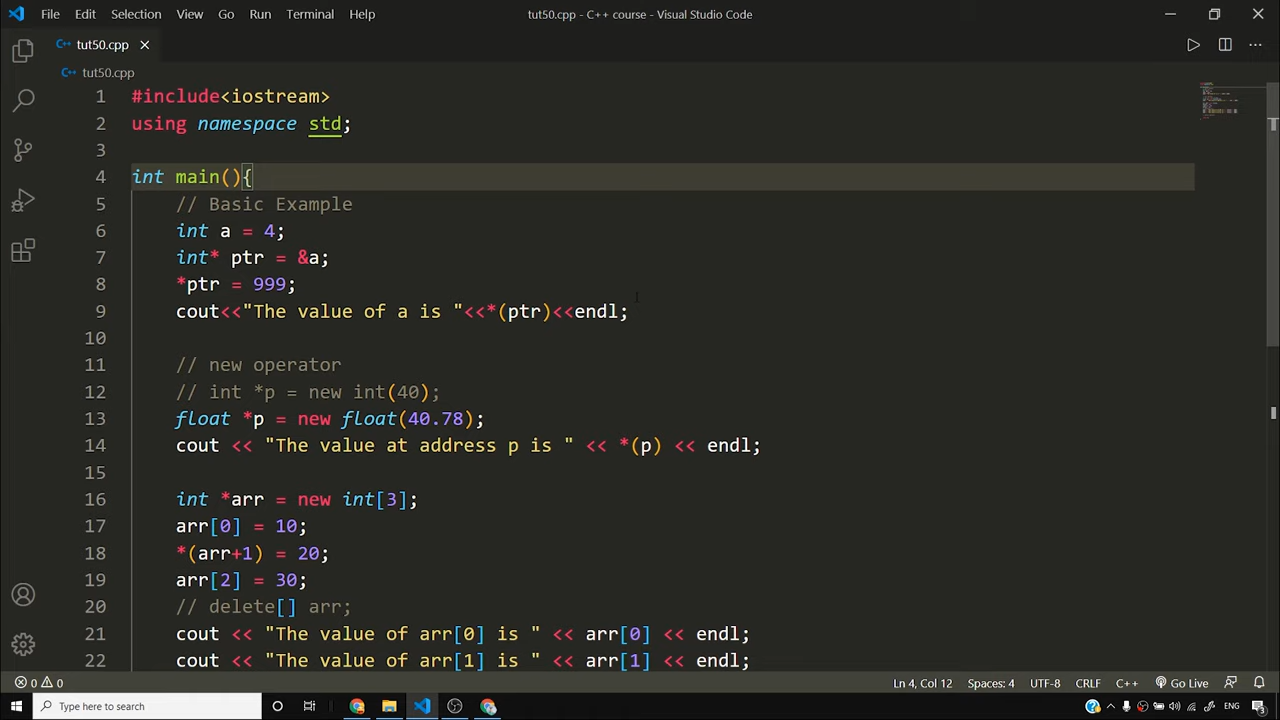 File Edit Selection View Go Run Terminal Help tut50.cpp - C++ course - Visual Studio Code
tut50.cpp
tut50.cpp
1 #include<iostream>
2 using namespace std;
3
4 int main(){
5 // Basic Example
6 int a = 4;
7 int* ptr = &a;
8 *ptr = 999;
9 cout<<"The value of a is "<<*(ptr)<<endl;
10
11 // new operator
12 // int *p = new int(40);
13 float *p = new float(40.78);
14 cout << "The value at address p is " << *(p) << endl;
15
16 int *arr = new int[3];
17 arr[0] = 10;
18 *(arr+1) = 20;
19 arr[2] = 30;
20 // delete[] arr;
21 cout << "The value of arr[0] is " << arr[0] << endl;
22 cout << "The value of arr[1] is " << arr[1] << endl;
0 0 Ln 4, Col 12 Spaces: 4 UTF-8 CRLF C++ Go Live
Type here to search ENG